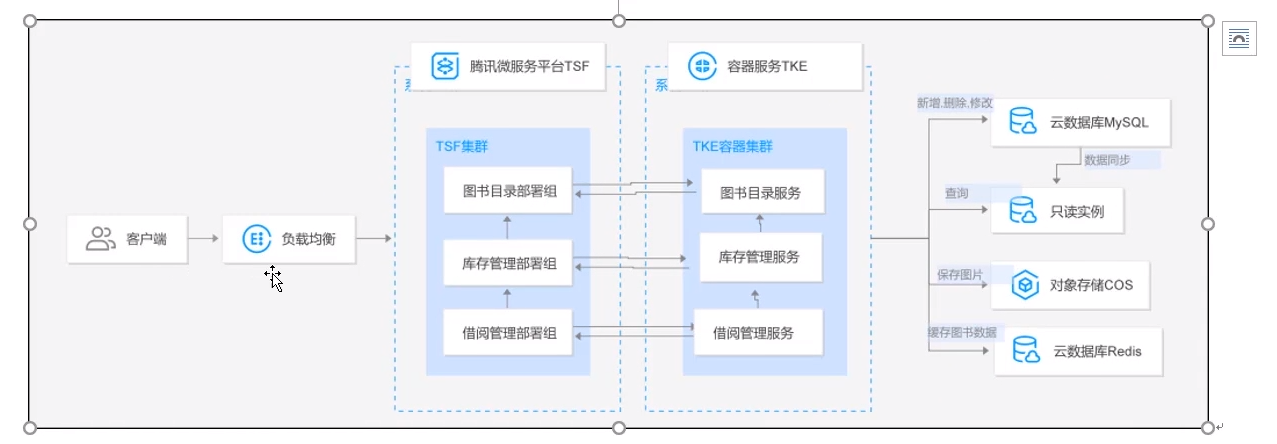 腾讯微服务平台TSF
容器服务TKE
系
系
新增,删除,修改
云数据库MySQL
TSF集群
TKE容器集群
数据同步
图书目录部署组
图书目录服务
查询
只读实例
客户端
负载均衡
库存管理部署组
库存管理服务
保存图片
对象存储COS
借阅管理部署组
借阅管理服务
缓存图书数据
云数据库Redis